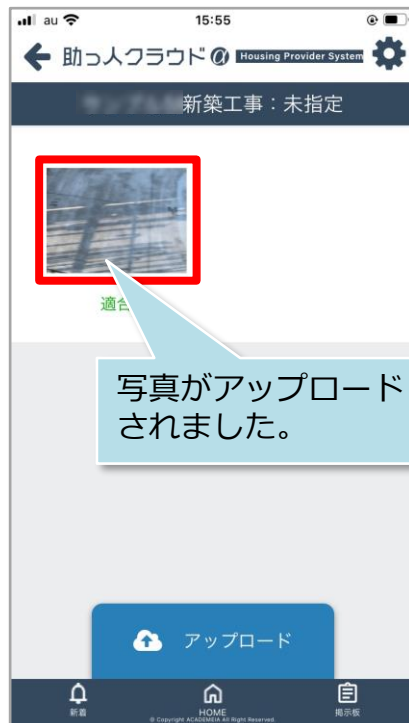 au 15:55
助っ人クラウドα Housing Provider System
新築工事：未指定
適合
写真がアップロード
されました。
アップロード
新着 HOME 掲示板
© Copyright ACADEMEIA All Right Reserved.